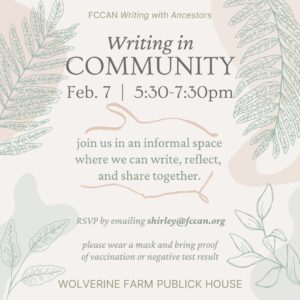 FCCAN Writing with Ancestors
Writing in
COMMUNITY
Feb. 7 | 5:30-7:30pm
join us in an informal space
where we can write, reflect,
and share together.
RSVP by emailing shirley@fccan.org
please wear a mask and bring proof
of vaccination or negative test result
WOLVERINE FARM PUBLICK HOUSE